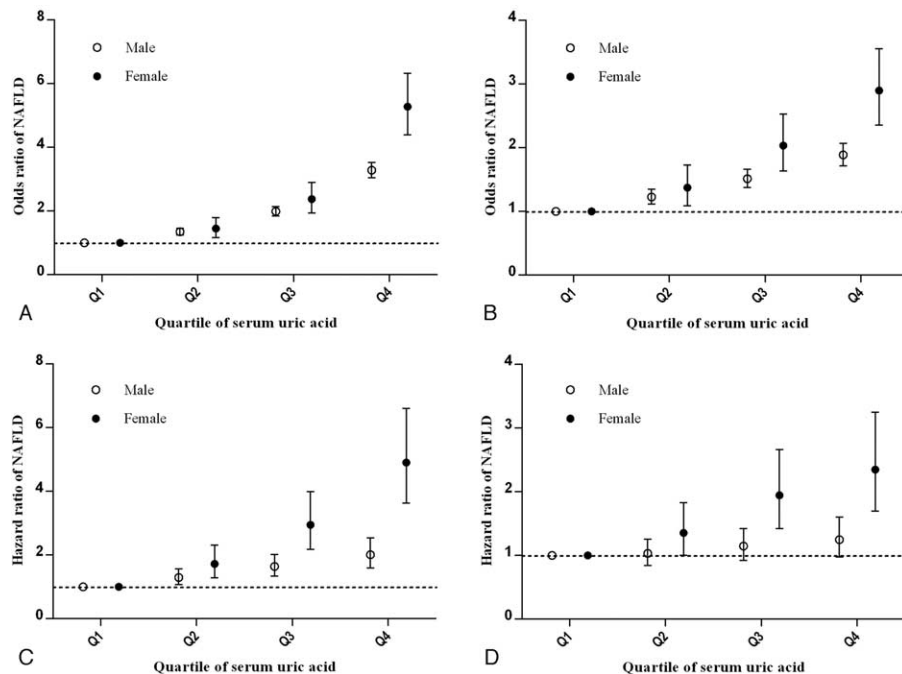 8
6
4
2
0
Odds ratio of NAFLD
Male
Female
Q1 Q2 Q3 Q4
Quartile of serum uric acid
A
4
3
2
1
0
Odds ratio of NAFLD
Male
Female
Q1 Q2 Q3 Q4
Quartile of serum uric acid
B
8
6
4
2
0
Hazard ratio of NAFLD
Male
Female
Q1 Q2 Q3 Q4
Quartile of serum uric acid
C
4
3
2
1
0
Hazard ratio of NAFLD
Male
Female
Q1 Q2 Q3 Q4
Quartile of serum uric acid
D